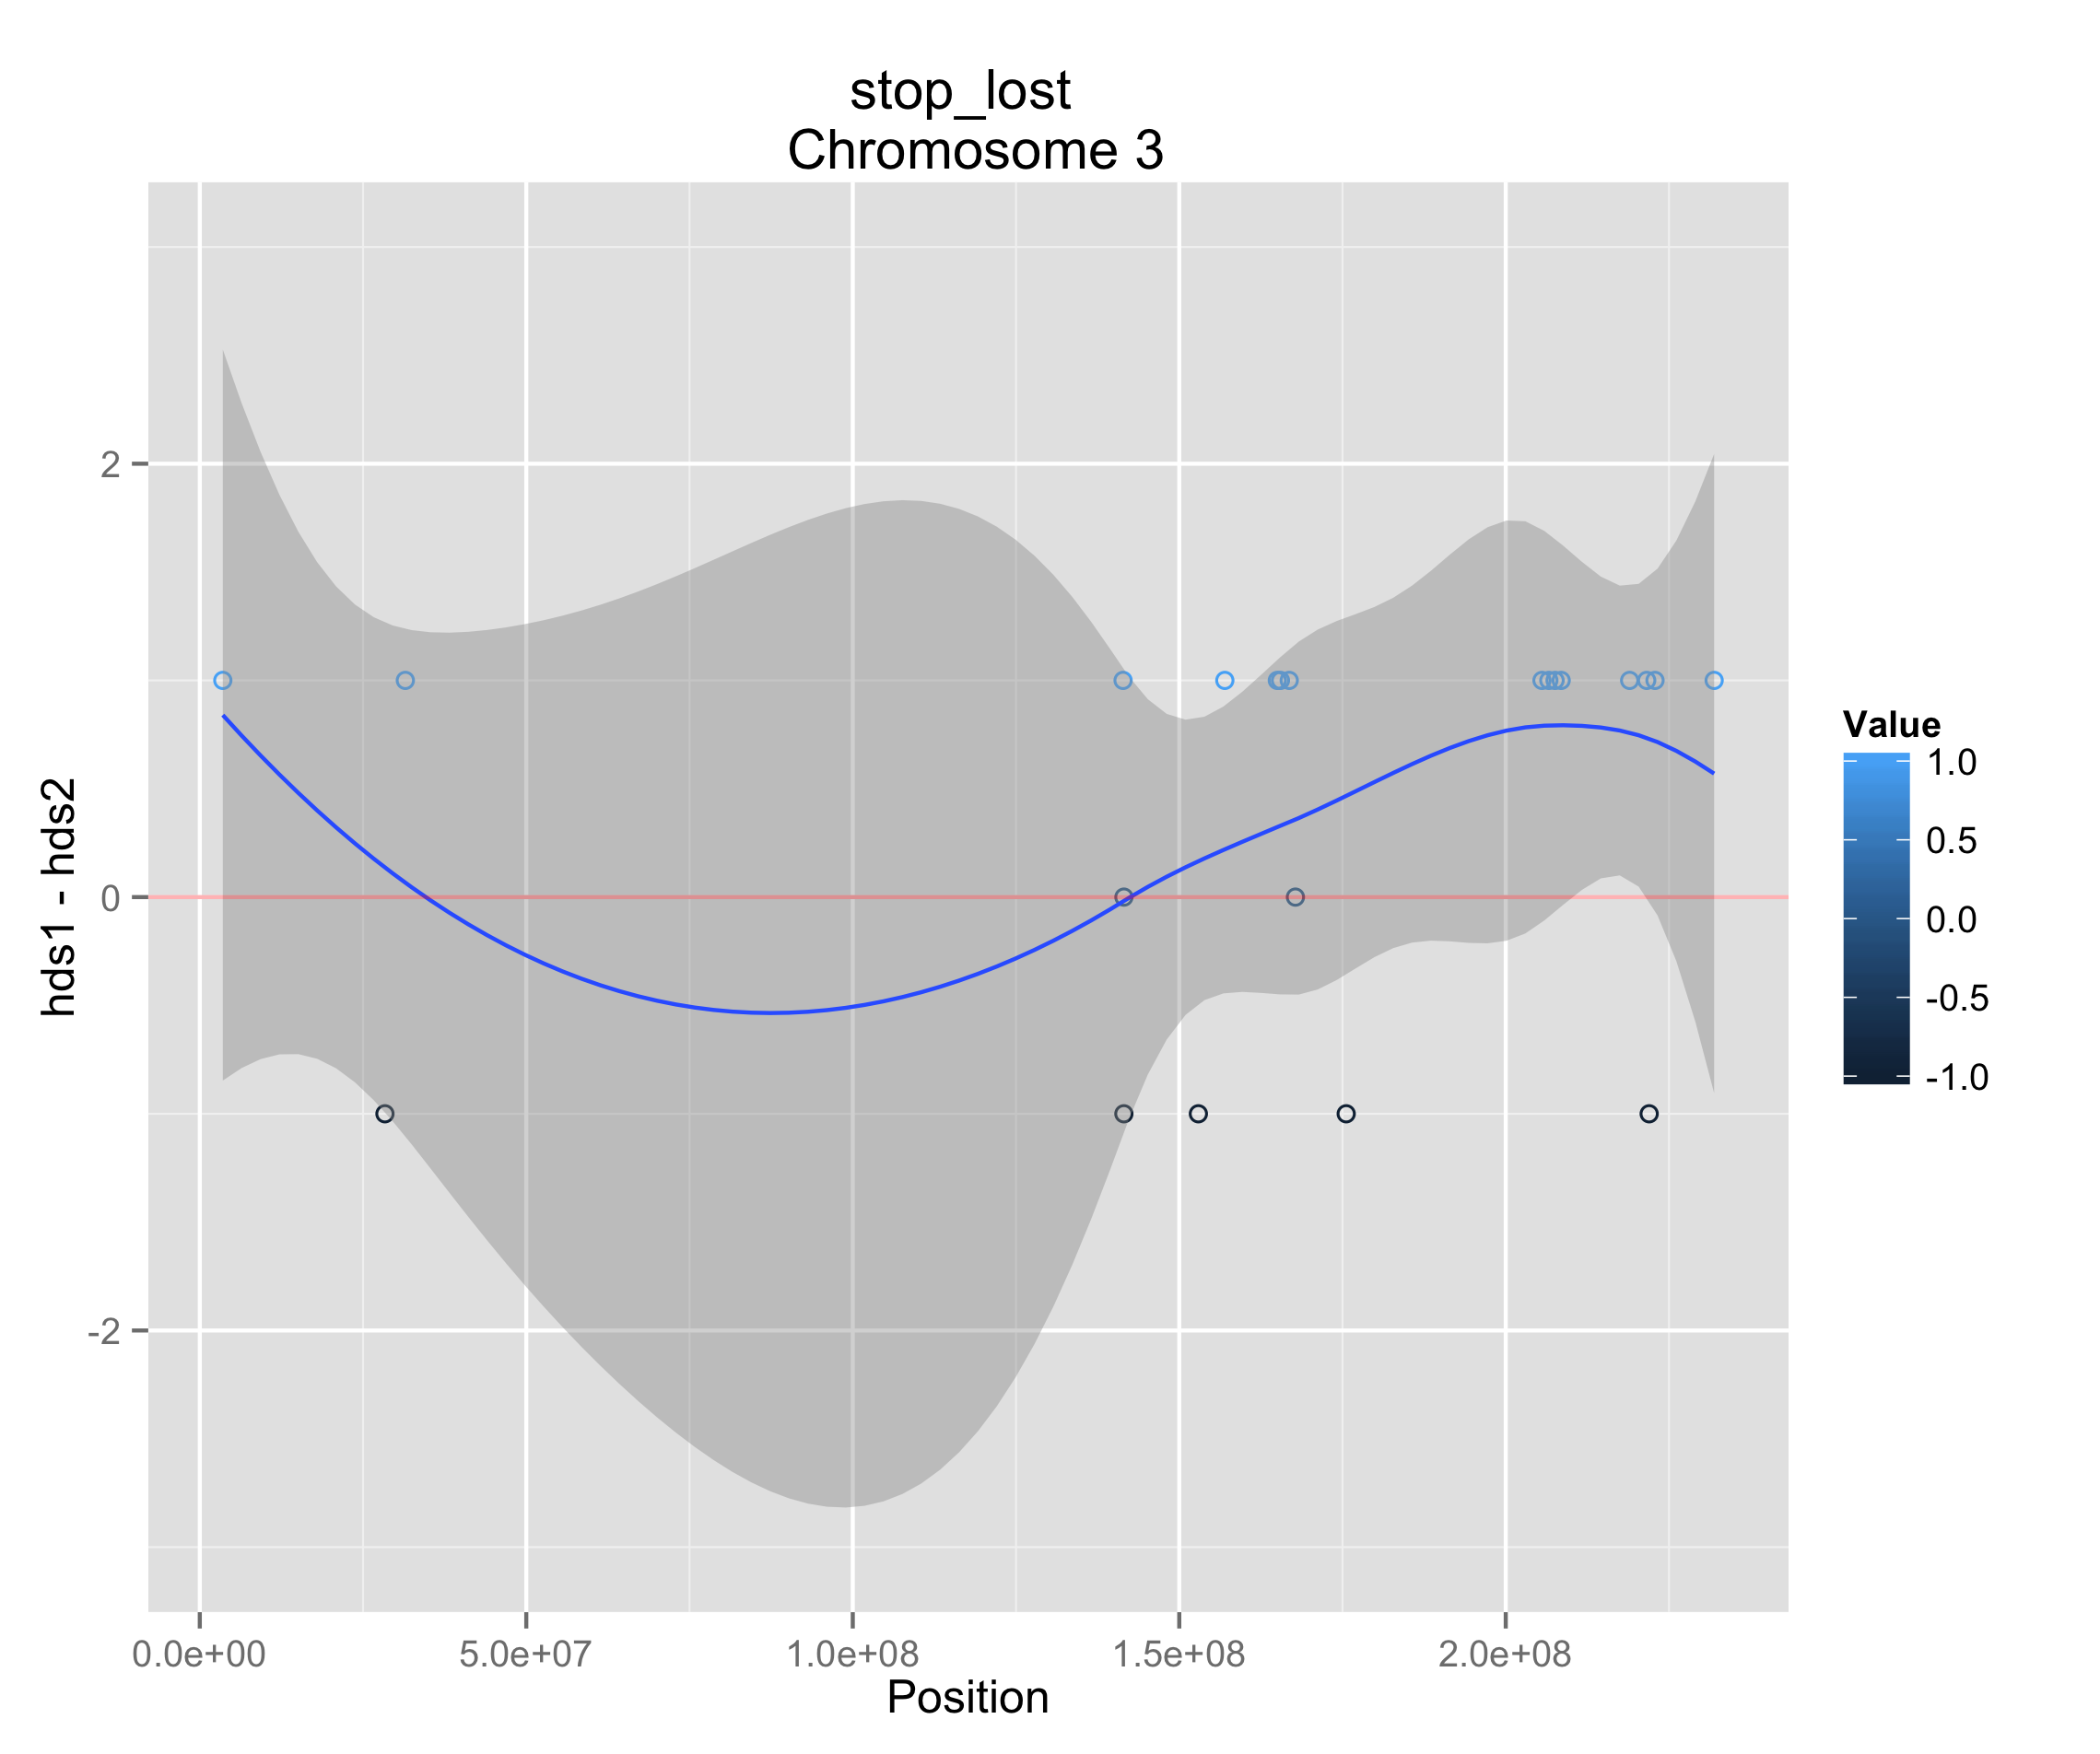 stop_lost
Chromosome 3
hds1 - hds2
2
0
-2
0.0e+00
5.0e+07
1.0e+08
1.5e+08
2.0e+08
Position
Value
1.0
0.5
0.0
-0.5
-1.0